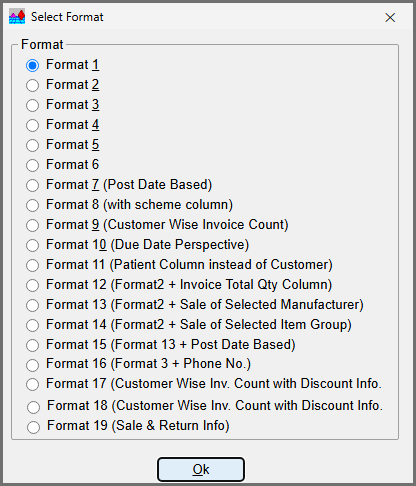 Select Format
Format
Format 1
Format 2
Format 3
Format 4
Format 5
Format 6
Format 7 (Post Date Based)
Format 8 (with scheme column)
Format 9 (Customer Wise Invoice Count)
Format 10 (Due Date Perspective)
Format 11 (Patient Column instead of Customer)
Format 12 (Format2 + Invoice Total Qty Column)
Format 13 (Format2 + Sale of Selected Manufacturer)
Format 14 (Format2 + Sale of Selected Item Group)
Format 15 (Format 13 + Post Date Based)
Format 16 (Format 3 + Phone No.)
Format 17 (Customer Wise Inv. Count with Discount Info.
Format 18 (Customer Wise Inv. Count with Discount Info.
Format 19 (Sale & Return Info)
Ok